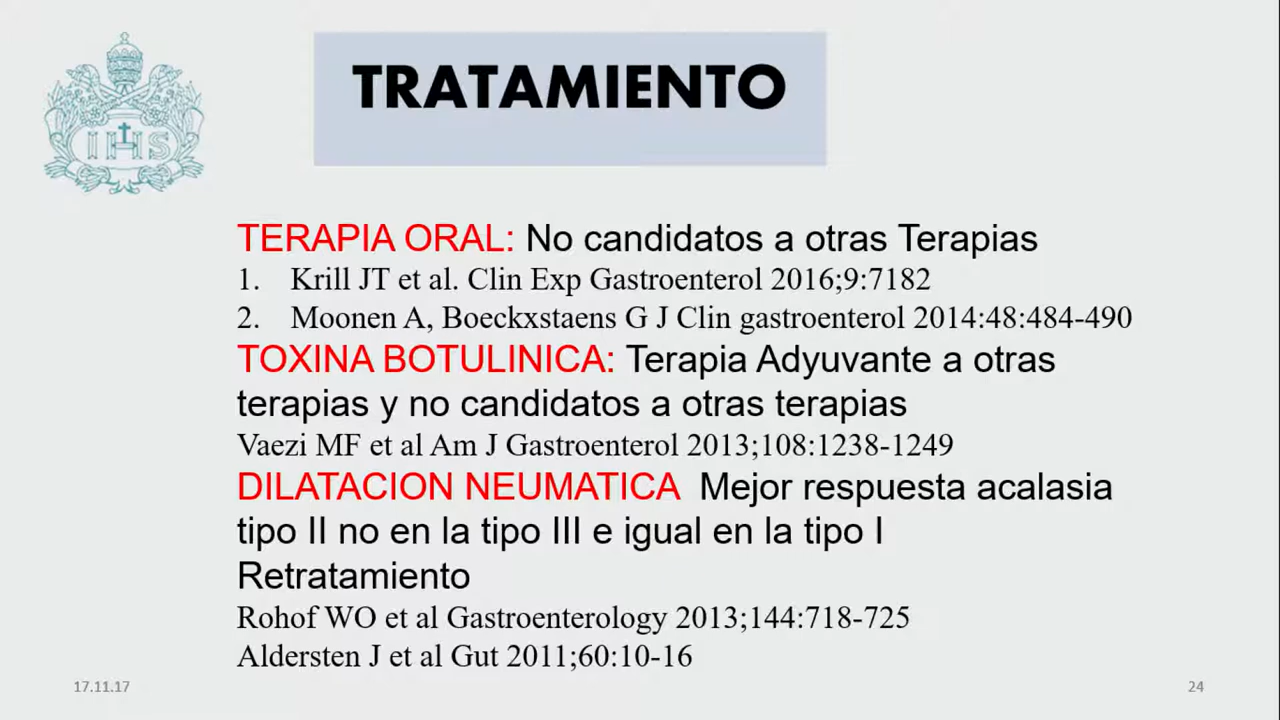 IHS
TRATAMIENTO
TERAPIA ORAL: No candidatos a otras Terapias
1. Krill JT et al. Clin Exp Gastroenterol 2016;9:7182
2. Moonen A, Boeckxstaens G J Clin gastroenterol 2014:48:484-490
TOXINA BOTULINICA: Terapia Adyuvante a otras
terapias y no candidatos a otras terapias
Vaezi MF et al Am J Gastroenterol 2013;108:1238-1249
DILATACION NEUMATICA Mejor respuesta acalasia
tipo II no en la tipo III e igual en la tipo I
Retratamiento
Rohof WO et al Gastroenterology 2013;144:718-725
Aldersten J et al Gut 2011;60:10-16
17.11.17
24